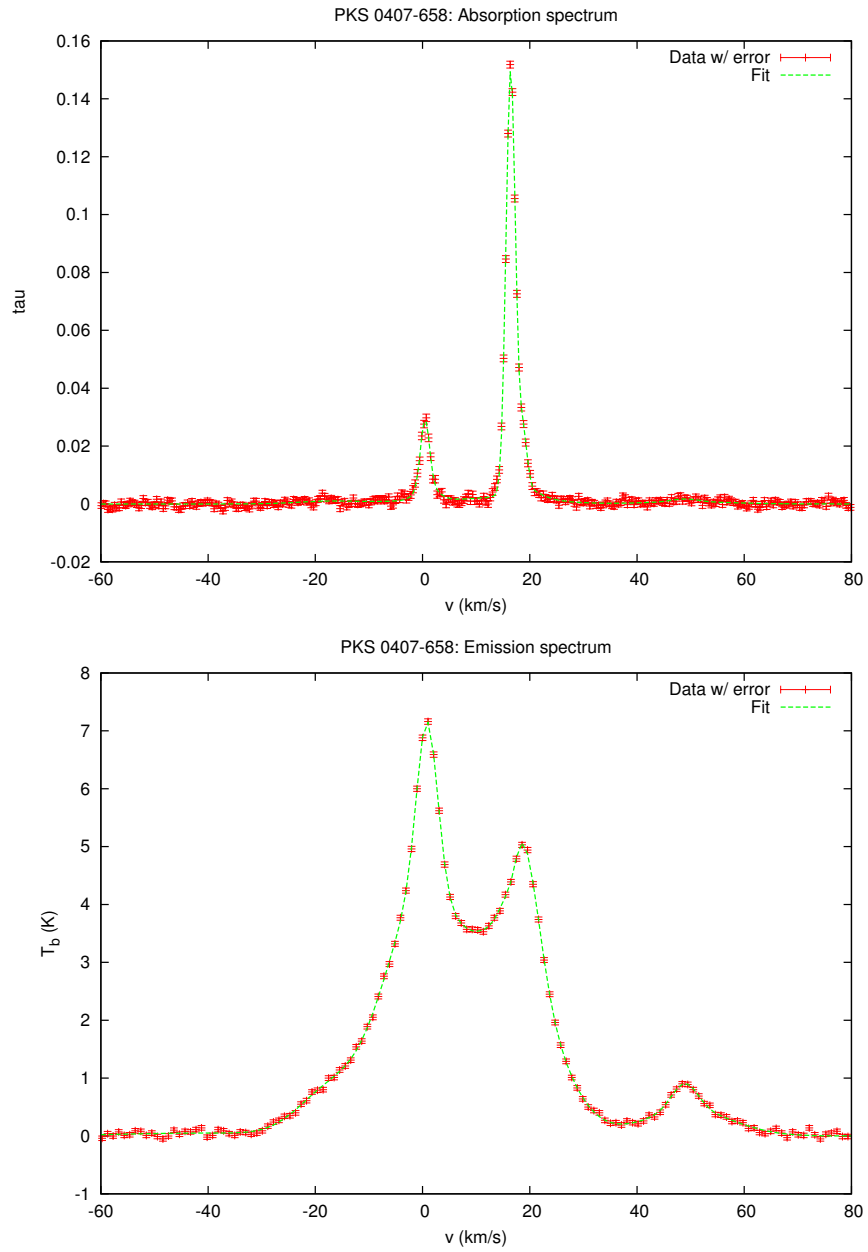 PKS 0407-658: Absorption spectrum
0.16
0.14
0.12
0.1
0.08
0.06
0.04
0.02
0
-0.02
tau
Data w/ error
Fit
-60 -40 -20 0 20 40 60 80
v (km/s)
PKS 0407-658: Emission spectrum
8
7
6
5
4
3
2
1
0
-1
T_b (K)
Data w/ error
Fit
-60 -40 -20 0 20 40 60 80
v (km/s)